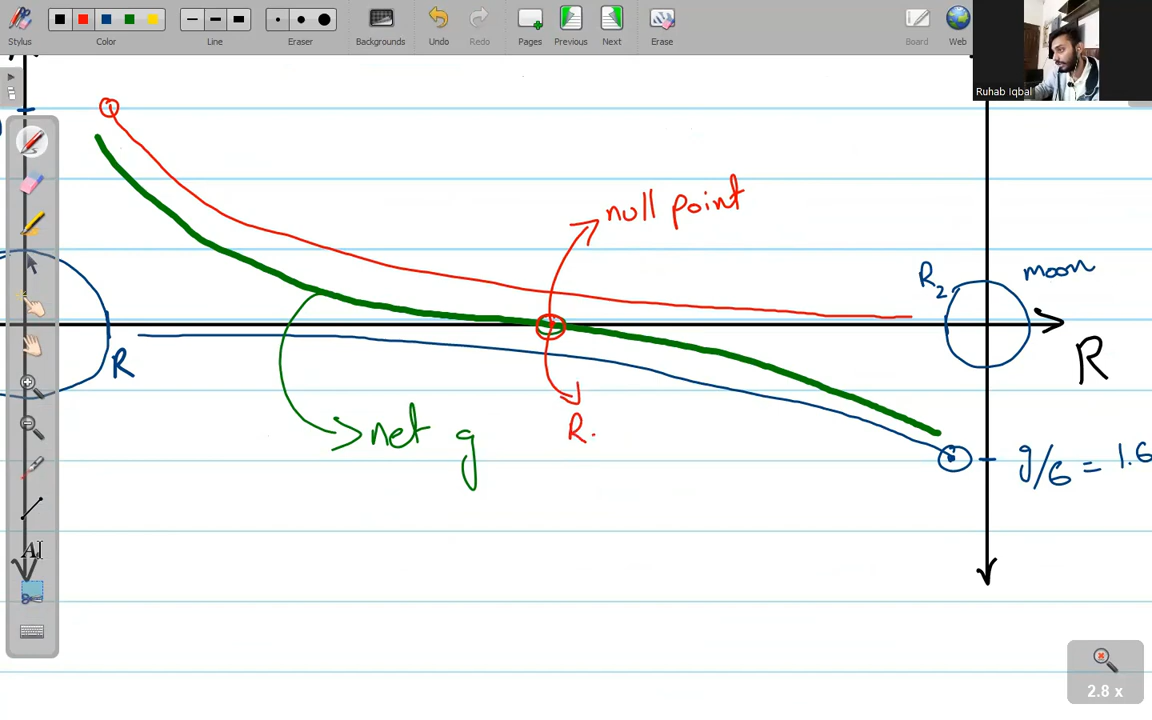 Stylus
Color
Line
Eraser
Backgrounds
Undo
Redo
Pages
Previous
Next
Erase
Board
Web
Ruhab Iqbal
null point
R2
moon
R
R
R.
net g
g/6 = 1.6
AI
2.8 x